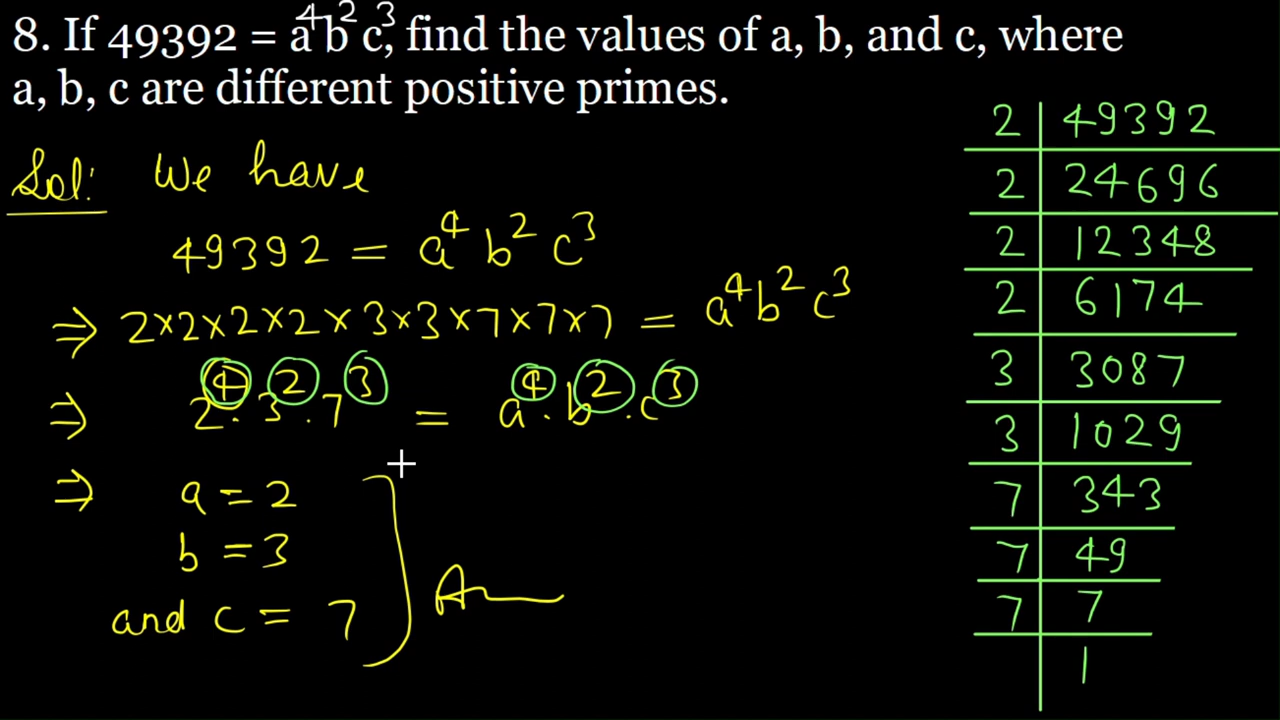 8. If 49392 = a⁴b²c³, find the values of a, b, and c, where
a, b, c are different positive primes.
Sol: We have
49392 = a⁴ b² c³
⇒ 2×2×2×2×3×3×7×7×7 = a⁴b²c³
⇒ 2⁴·3²·7³ = a⁴·b²·c³
⇒ a = 2
b = 3
and c = 7
Ans
2 | 49392
2 | 24696
2 | 12348
2 | 6174
3 | 3087
3 | 1029
7 | 343
7 | 49
7 | 7
| 1